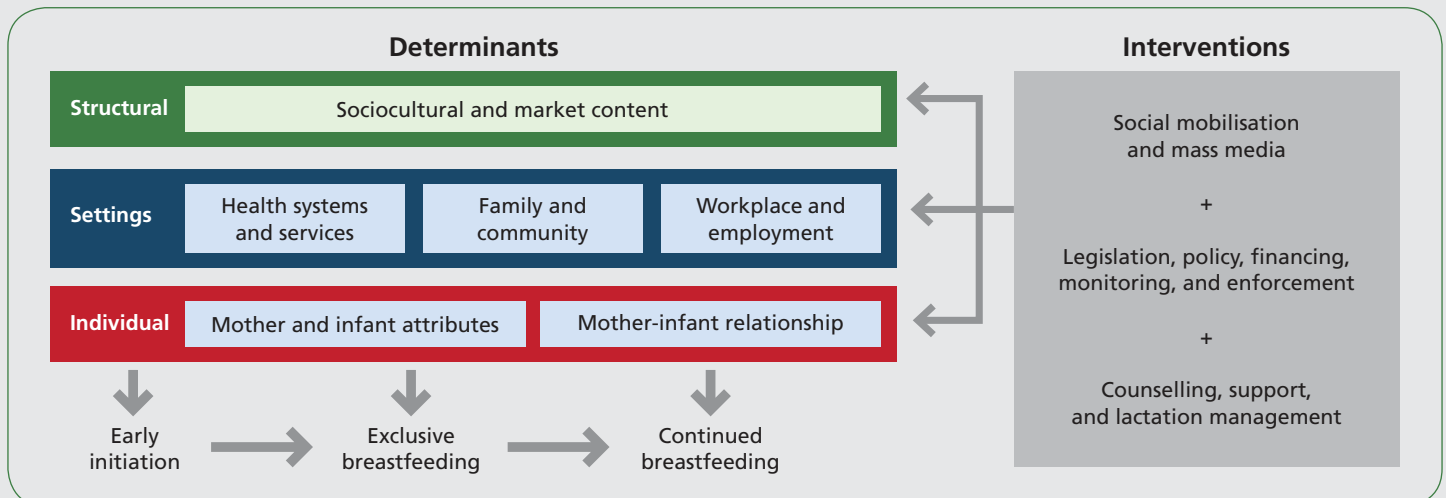 Determinants
Structural
Sociocultural and market content
Settings
Health systems
and services
Family and
community
Workplace and
employment
Individual
Mother and infant attributes
Mother-infant relationship
Early
initiation
Exclusive
breastfeeding
Continued
breastfeeding
Interventions
Social mobilisation
and mass media
+
Legislation, policy, financing,
monitoring, and enforcement
+
Counselling, support,
and lactation management